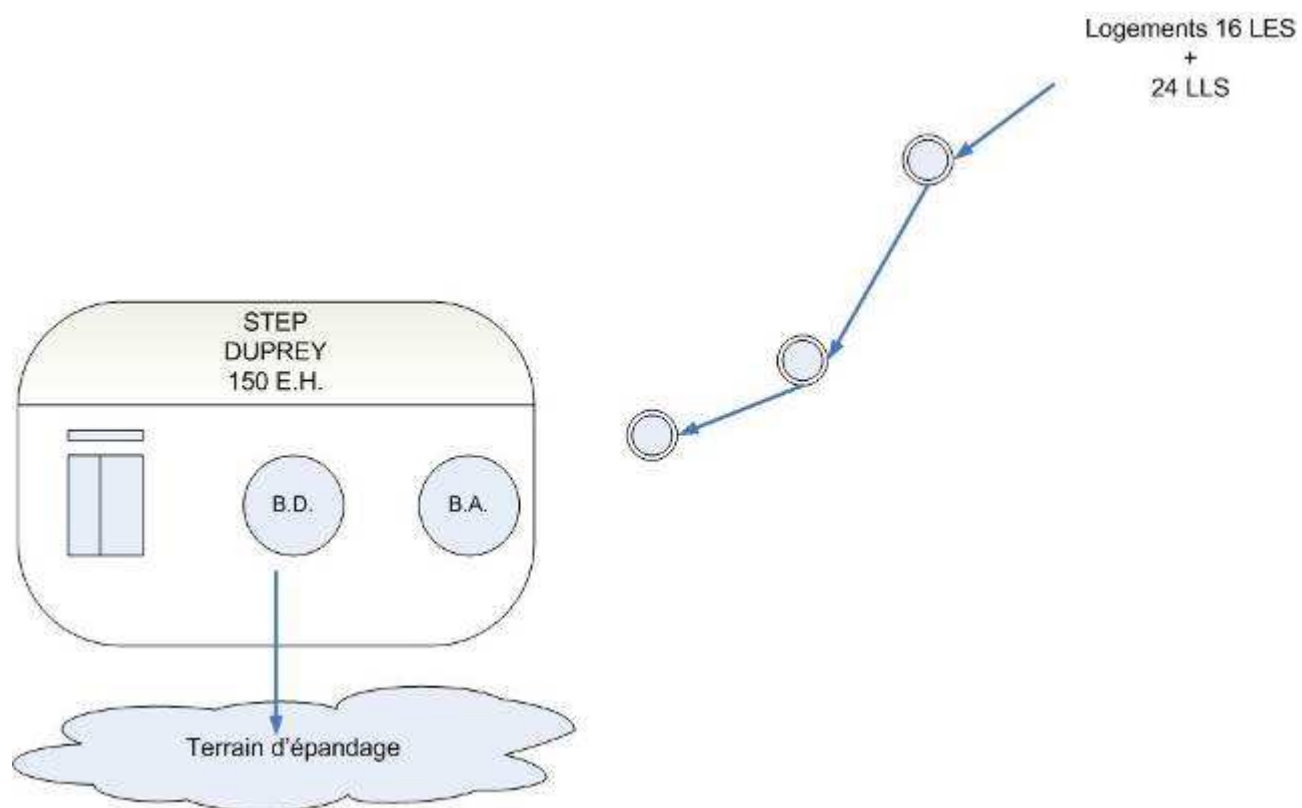 Logements 16 LES
+
24 LLS
STEP
DUPREY
150 E.H.
B.D.
B.A.
Terrain d'épandage